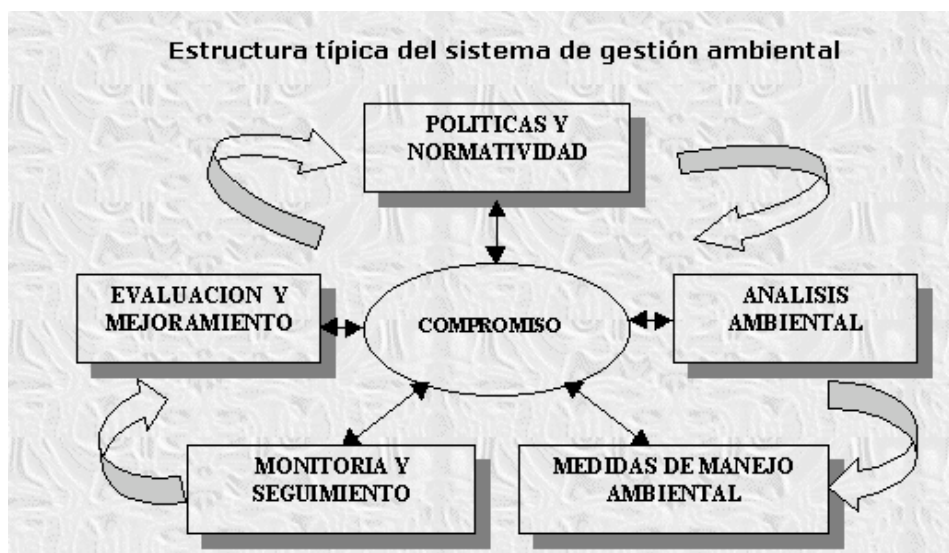 Estructura típica del sistema de gestión ambiental
POLITICAS Y
NORMATIVIDAD
EVALUACION Y
MEJORAMIENTO
COMPROMISO
ANALISIS
AMBIENTAL
MONITORIA Y
SEGUIMIENTO
MEDIDAS DE MANEJO
AMBIENTAL